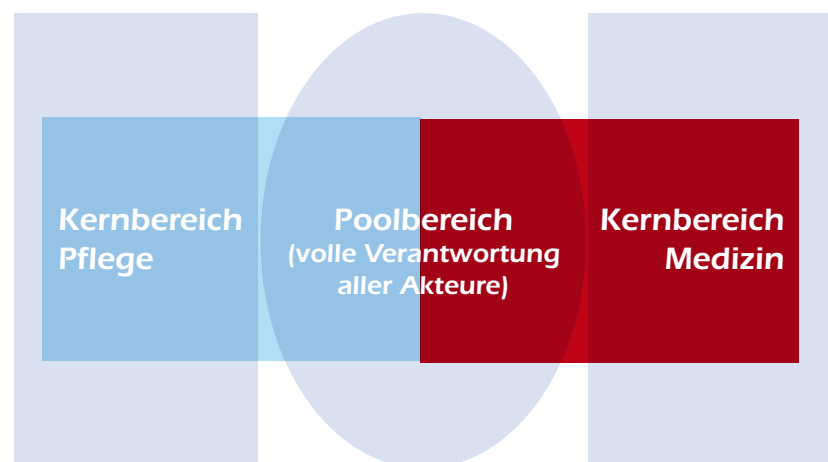 Kernbereich
Pflege
Poolbereich
(volle Verantwortung
aller Akteure)
Kernbereich
Medizin